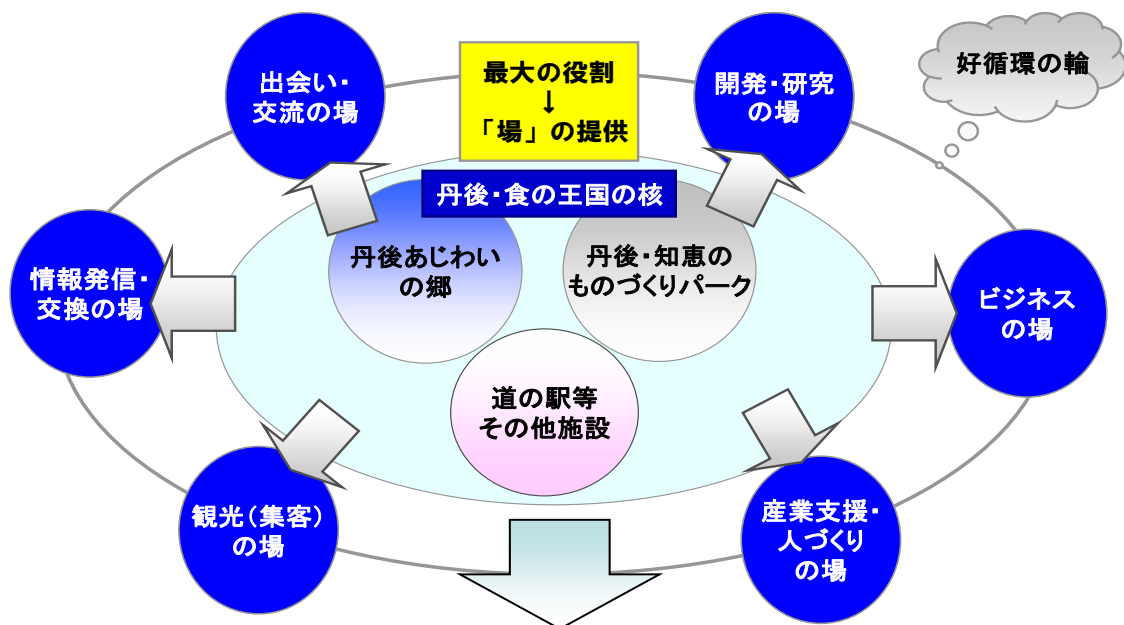 出会い・
交流の場
最大の役割
↓
「場」の提供
開発・研究
の場
好循環の輪
丹後・食の王国の核
丹後あじわい
の郷
丹後・知恵の
ものづくりパーク
情報発信・
交換の場
ビジネス
の場
道の駅等
その他施設
観光（集客）
の場
産業支援・
人づくり
の場